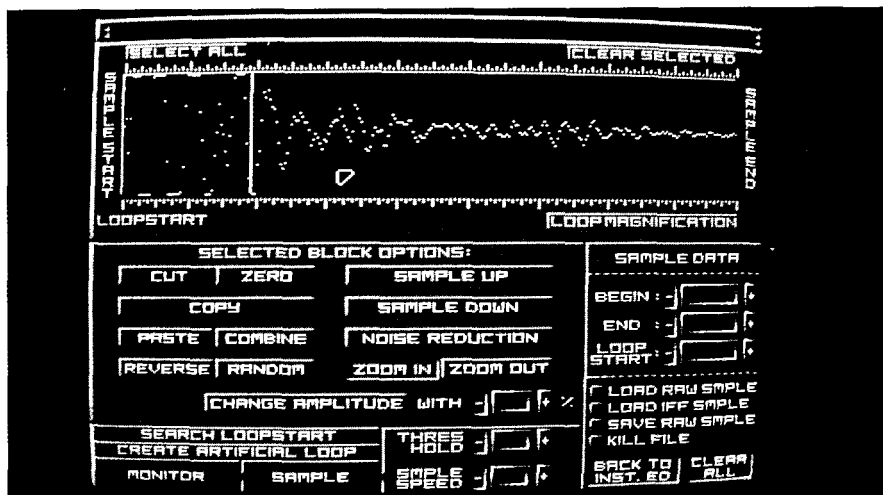 SELECT ALL CLEAR SELECTED
SAMPLE START
SAMPLE END
LOOPSTART LOOP MAGNIFICATION
SELECTED BLOCK OPTIONS:
CUT ZERO SAMPLE UP
COPY SAMPLE DOWN
PASTE COMBINE NOISE REDUCTION
REVERSE RANDOM ZOOM IN ZOOM OUT
CHANGE AMPLITUDE WITH - + %
SEARCH LOOPSTART
CREATE ARTIFICIAL LOOP
MONITOR SAMPLE
THRES
HOLD - +
SMPLE
SPEED - +
SAMPLE DATA
BEGIN : - +
END : - +
LOOP
START : - +
LOAD RAW SMPLE
LOAD IFF SMPLE
SAVE RAW SMPLE
KILL FILE
BACK TO
INST. ED
CLEAR
ALL